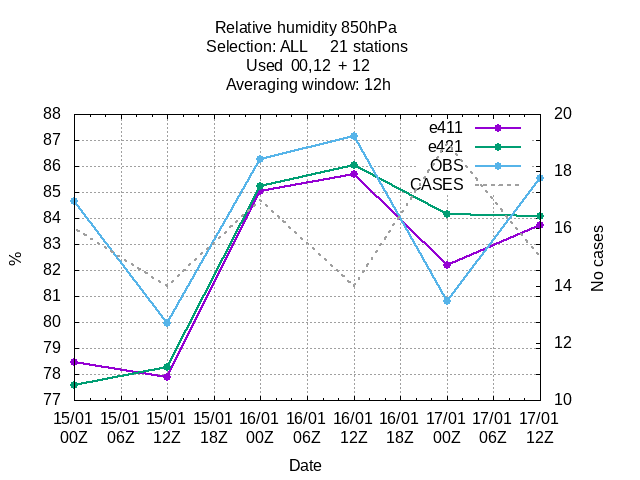 Relative humidity 850hPa
Selection: ALL 21 stations
Used 00,12 + 12
Averaging window: 12h
88 20
87
86 18
85
84 16
83
82
81 14
80
79 12
78
77 10
e411
e421
OBS
CASES
%
No cases
15/01 15/01 15/01 15/01 16/01 16/01 16/01 16/01 17/01 17/01 17/01
00Z 06Z 12Z 18Z 00Z 06Z 12Z 18Z 00Z 06Z 12Z
Date